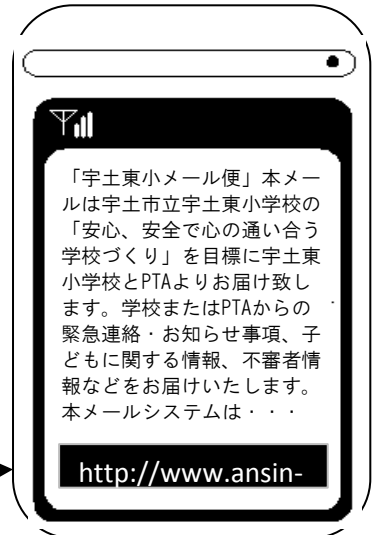 「宇土東小メール便」本メー
ルは宇土市立宇土東小学校の
「安心、安全で心の通い合う
学校づくり」を目標に宇土東
小学校とPTAよりお届け致し
ます。学校またはPTAからの
緊急連絡・お知らせ事項、子
どもに関する情報、不審者情
報などをお届けいたします。
本メールシステムは・・・
http://www.ansin-